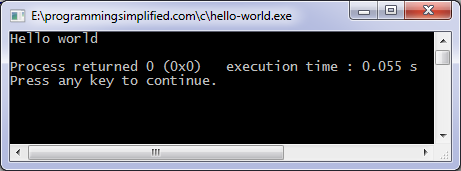 E:\programmingsimplified.com\c\hello-world.exe
Hello world
Process returned 0 (0x0)   execution time : 0.055 s
Press any key to continue.